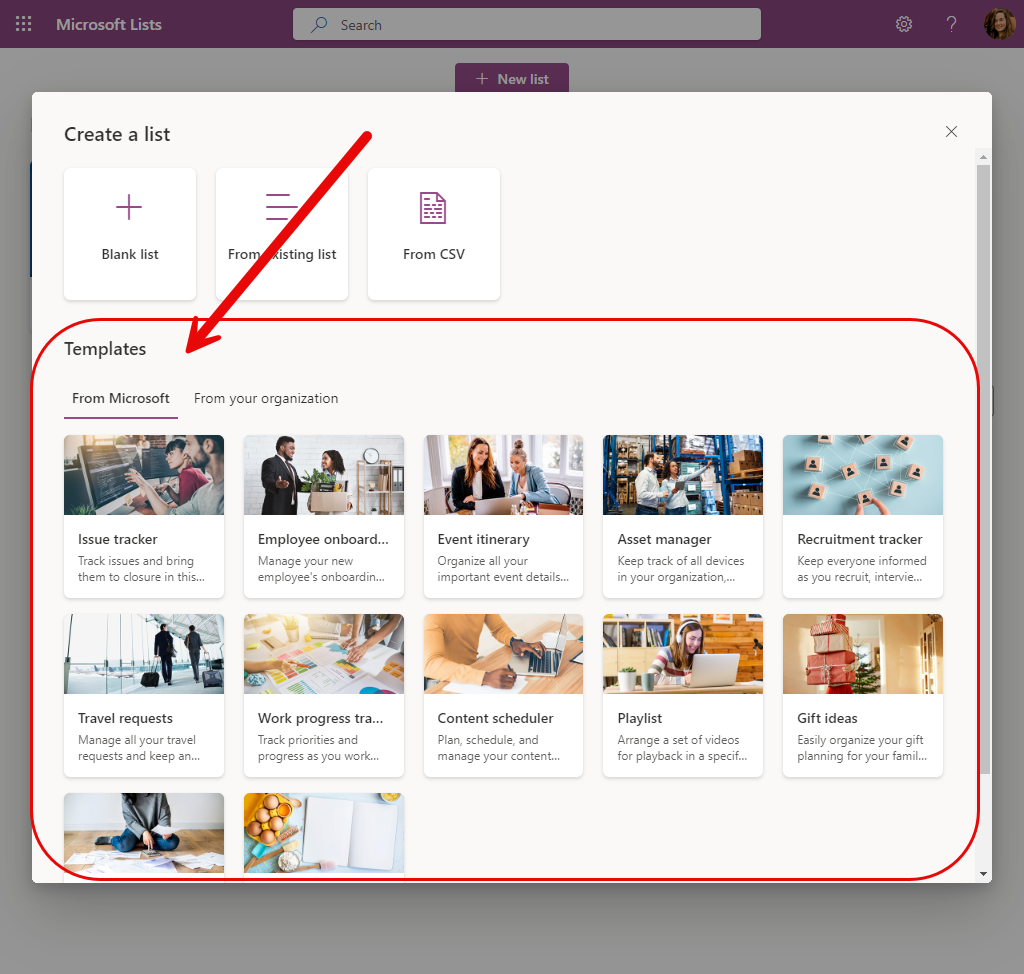 Microsoft Lists
Search
?
New list
Create a list
Blank list
From existing list
From CSV
Templates
From Microsoft
From your organization
Issue tracker
Track issues and bring
them to closure in this...
Employee onboard...
Manage your new
employee's onboardin...
Event itinerary
Organize all your
important event details...
Asset manager
Keep track of all devices
in your organization,...
Recruitment tracker
Keep everyone informed
as you recruit, intervie...
Travel requests
Manage all your travel
requests and keep an...
Work progress tra...
Track priorities and
progress as you work...
Content scheduler
Plan, schedule, and
manage your content...
Playlist
Arrange a set of videos
for playback in a specif...
Gift ideas
Easily organize your gift
planning for your famil...